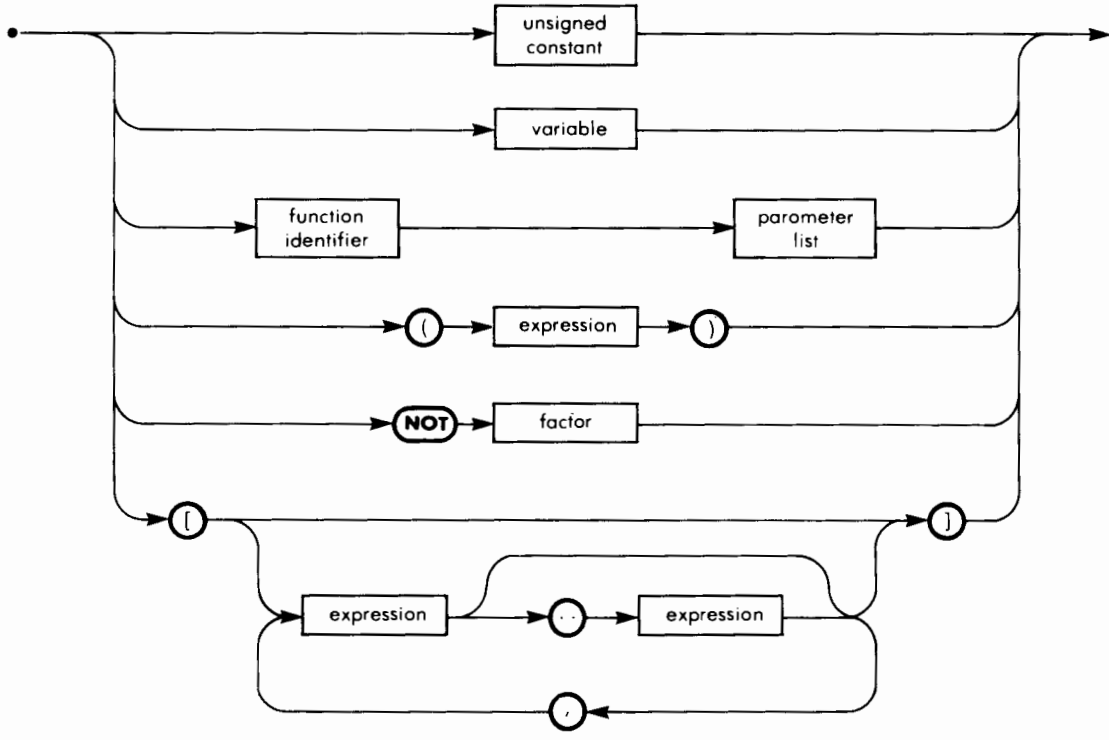 unsigned
constant
variable
function
identifier
parometer
list
( expression )
NOT factor
[ ]
expression .. expression
,